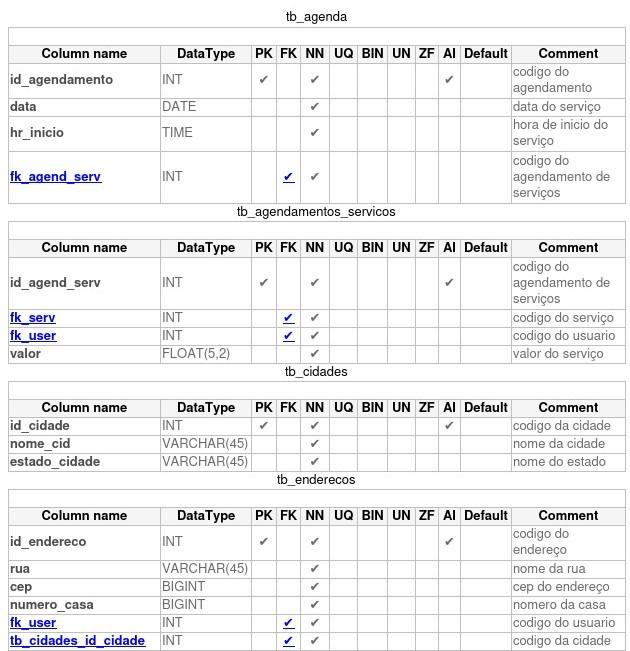 tb_agenda
Column name DataType PK FK NN UQ BIN UN ZF AI Default Comment
id_agendamento INT ✔ ✔ ✔ codigo do
agendamento
data DATE ✔ data do serviço
hr_inicio TIME ✔ hora de inicio do
serviço
fk_agend_serv INT ✔ ✔ codigo do
agendamento de
serviços
tb_agendamentos_servicos
Column name DataType PK FK NN UQ BIN UN ZF AI Default Comment
id_agend_serv INT ✔ ✔ ✔ codigo do
agendamento de
serviços
fk_serv INT ✔ ✔ codigo do serviço
fk_user INT ✔ ✔ codigo do usuario
valor FLOAT(5,2) ✔ valor do serviço
tb_cidades
Column name DataType PK FK NN UQ BIN UN ZF AI Default Comment
id_cidade INT ✔ ✔ ✔ codigo da cidade
nome_cid VARCHAR(45) ✔ nome da cidade
estado_cidade VARCHAR(45) ✔ nome do estado
tb_enderecos
Column name DataType PK FK NN UQ BIN UN ZF AI Default Comment
id_endereco INT ✔ ✔ ✔ codigo do
endereço
rua VARCHAR(45) ✔ nome da rua
cep BIGINT ✔ cep do endereço
numero_casa BIGINT ✔ nomero da casa
fk_user INT ✔ ✔ codigo do usuario
tb_cidades_id_cidade INT ✔ ✔ codigo da cidade